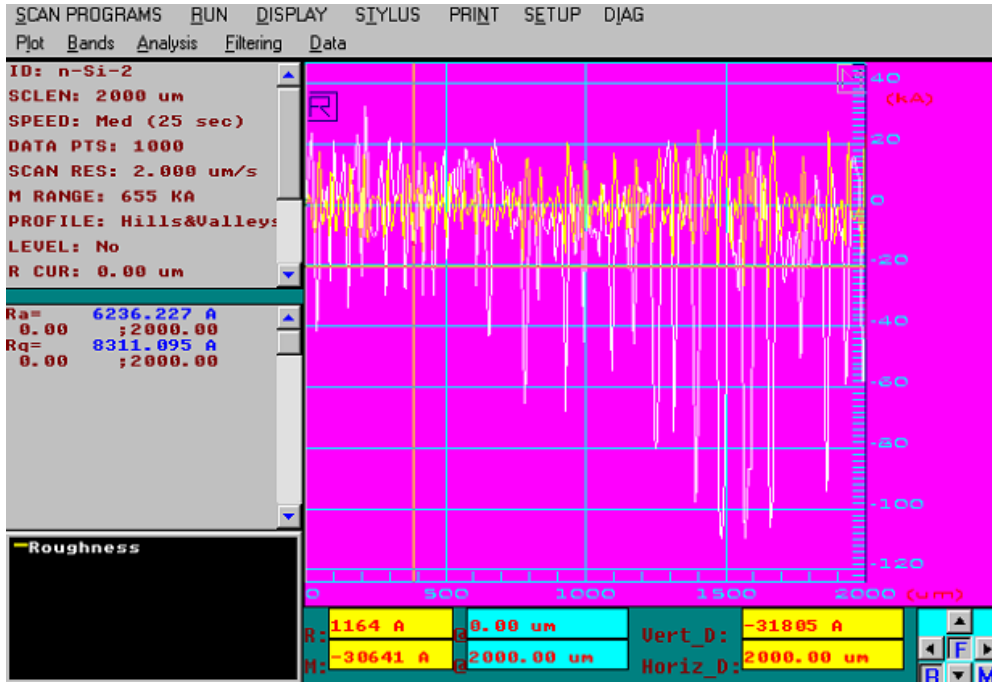 SCAN PROGRAMS RUN DISPLAY STYLUS PRINT SETUP DIAG
Plot Bands Analysis Filtering Data
ID: n-Si-2
SCLEN: 2000 um
SPEED: Med (25 sec)
DATA PTS: 1000
SCAN RES: 2.000 um/s
M RANGE: 655 KA
PROFILE: Hills&Valleys
LEVEL: No
R CUR: 0.00 um
Ra= 6236.227 A
0.00 ;2000.00
Rq= 8311.095 A
0.00 ;2000.00
Roughness
R
40
(kA)
20
0
-20
-40
-60
-80
-100
-120
0 500 1000 1500 2000 (um)
R: 1164 A @ 0.00 um Vert_D: -31805 A
M: -30641 A @ 2000.00 um Horiz_D: 2000.00 um
F
R M